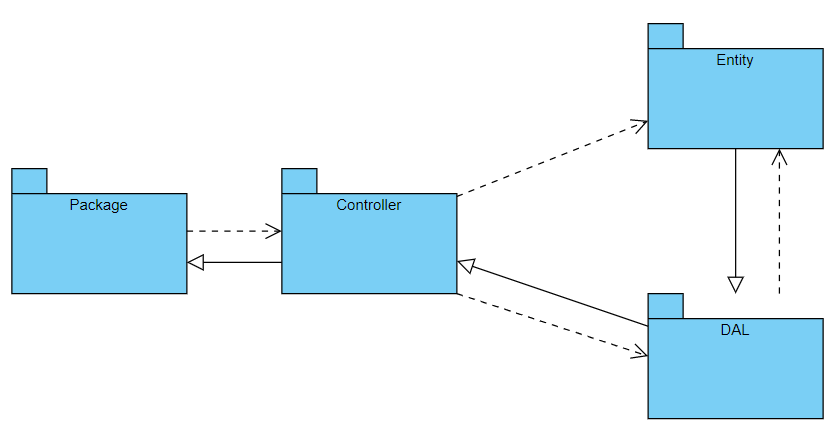 Entity
Package
Controller
DAL